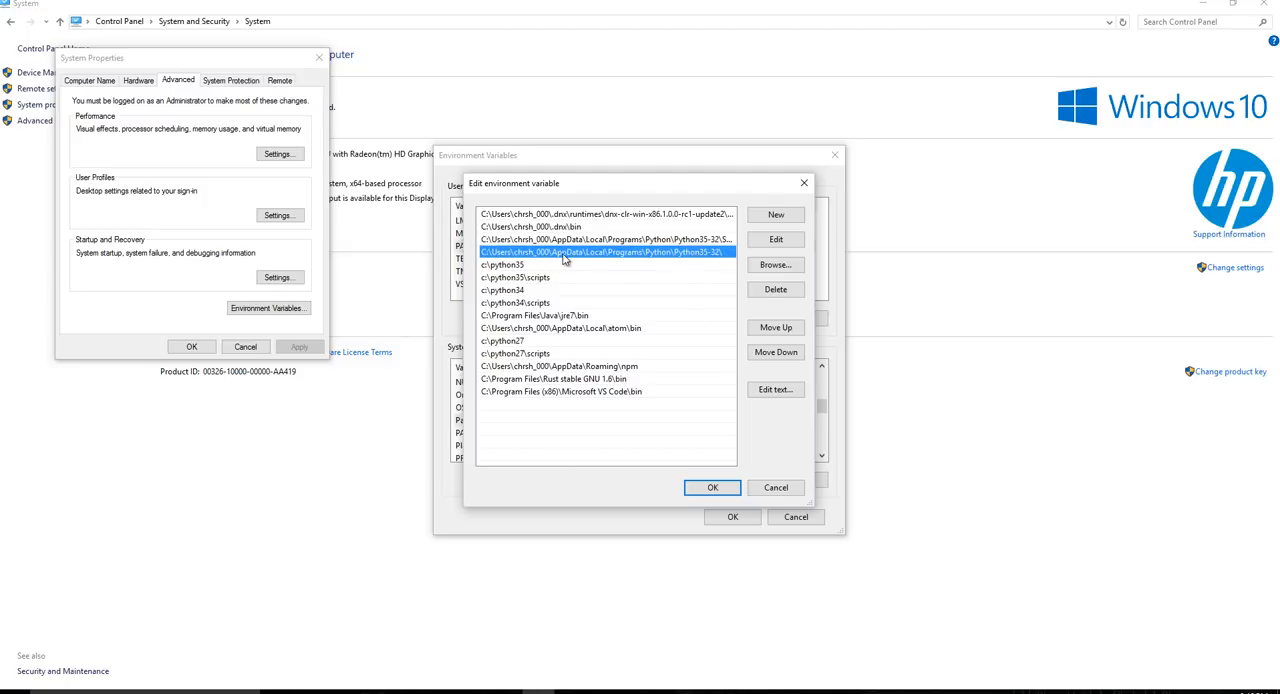 System
Control Panel
System and Security
System
Search Control Panel
Control Panel Home
Device Ma
Remote se
System pro
Advanced
puter
d.
Windows 10
hp
Support Information
U with Radeon(tm) HD Graphic
stem, x64-based processor
nput is available for this Display
Change settings
are License Terms
Product ID: 00326-10000-00000-AA419
Change product key
See also
Security and Maintenance
System Properties
Computer Name
Hardware
Advanced
System Protection
Remote
You must be logged on as an Administrator to make most of these changes.
Performance
Visual effects, processor scheduling, memory usage, and virtual memory
Settings...
User Profiles
Desktop settings related to your sign-in
Settings...
Startup and Recovery
System startup, system failure, and debugging information
Settings...
Environment Variables...
OK
Cancel
Apply
Environment Variables
Use
Va
Syst
Va
OK
Cancel
Edit environment variable
C:\Users\chrsh_000\.dnx\runtimes\dnx-clr-win-x86.1.0.0-rc1-update2\...
C:\Users\chrsh_000\.dnx\bin
C:\Users\chrsh_000\AppData\Local\Programs\Python\Python35-32\S...
C:\Users\chrsh_000\AppData\Local\Programs\Python\Python35-32\
c:\python35
c:\python35\scripts
c:\python34
c:\python34\scripts
C:\Program Files\Java\jre7\bin
C:\Users\chrsh_000\AppData\Local\atom\bin
c:\python27
c:\python27\scripts
C:\Users\chrsh_000\AppData\Roaming\npm
C:\Program Files\Rust stable GNU 1.6\bin
C:\Program Files (x86)\Microsoft VS Code\bin
New
Edit
Browse...
Delete
Move Up
Move Down
Edit text...
OK
Cancel